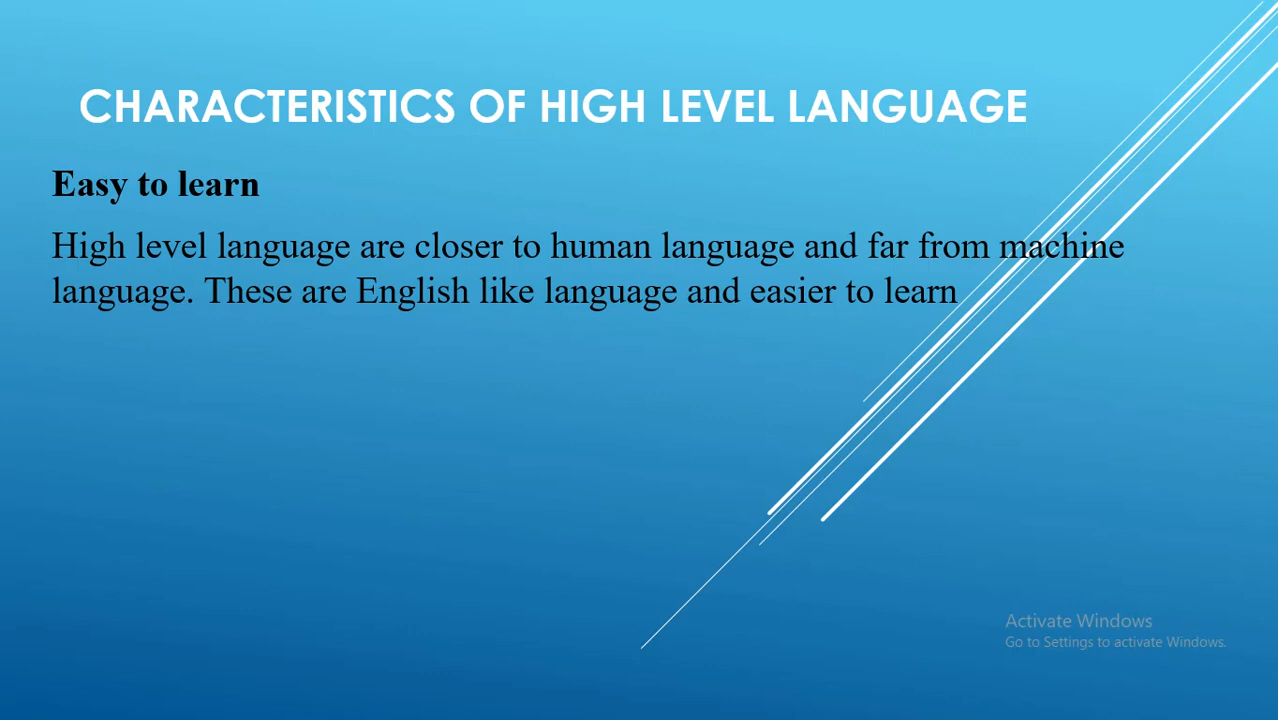 CHARACTERISTICS OF HIGH LEVEL LANGUAGE
Easy to learn
High level language are closer to human language and far from machine
language. These are English like language and easier to learn
Activate Windows
Go to Settings to activate Windows.